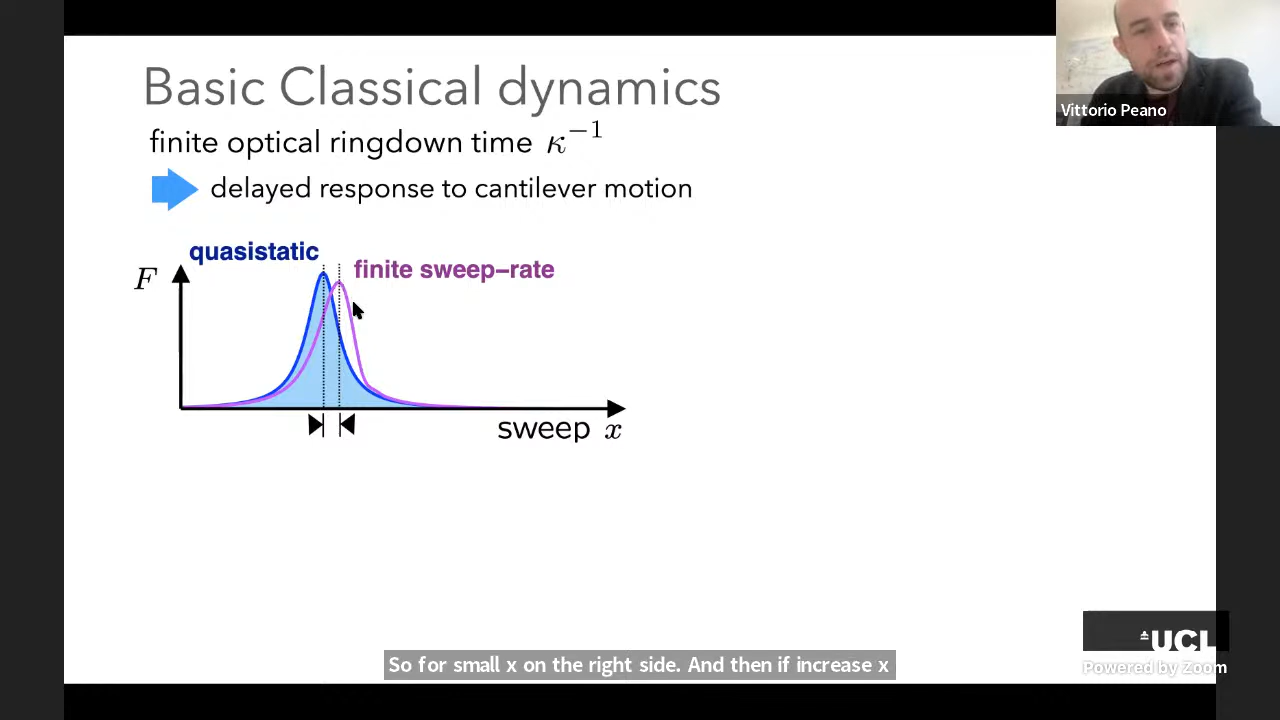 Basic Classical dynamics
Vittorio Peano
finite optical ringdown time κ⁻¹
delayed response to cantilever motion
quasistatic
F
finite sweep–rate
sweep x
UCL
So for small x on the right side. And then if increase x
Powered by Zoom